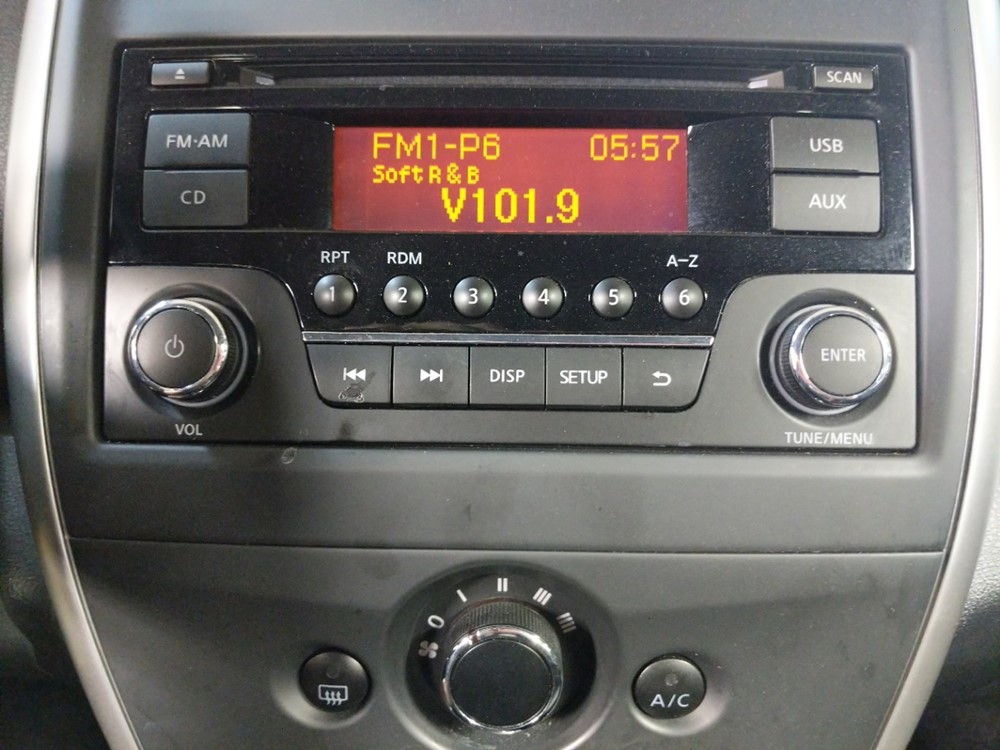 SCAN
FM·AM
USB
CD
AUX
FM1-P6 05:57
Soft R & B
V101.9
RPT RDM A-Z
1 2 3 4 5 6
DISP SETUP
ENTER
VOL
TUNE/MENU
0 I II III IIII
A/C